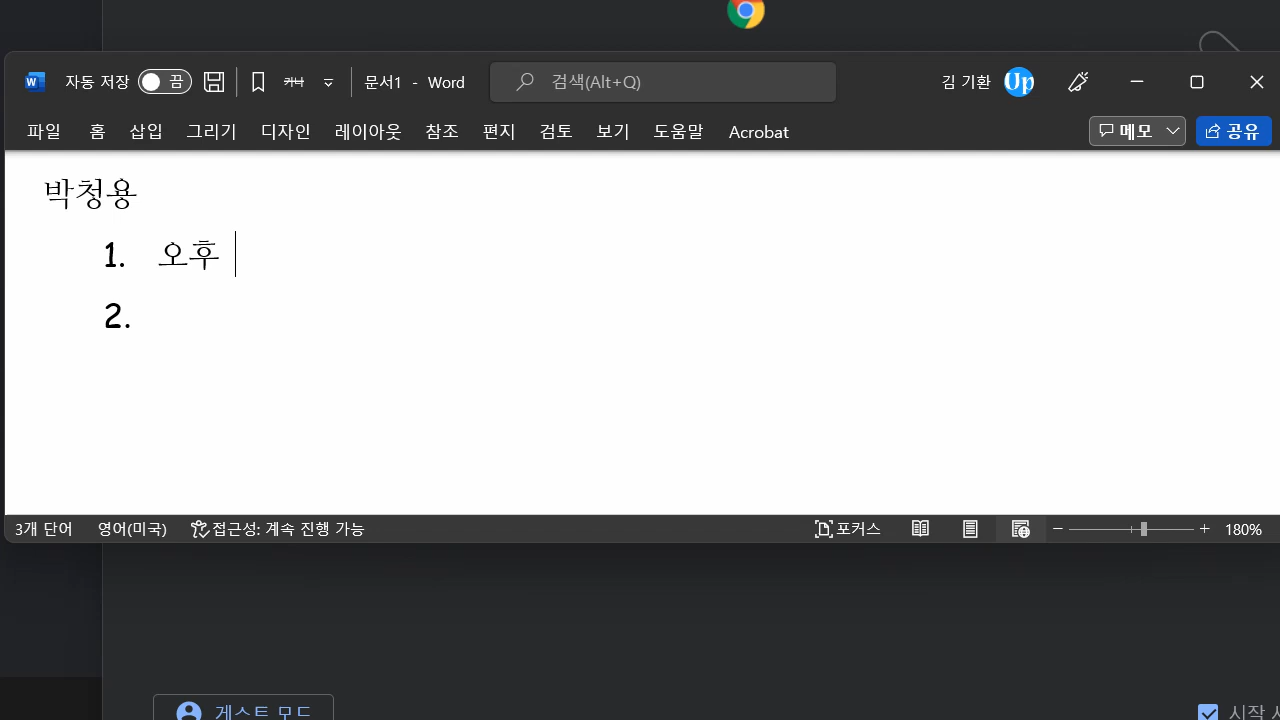 자동 저장 끔 가나 문서1 - Word 검색(Alt+Q) 김 기환 Up
파일 홈 삽입 그리기 디자인 레이아웃 참조 편지 검토 보기 도움말 Acrobat 메모 공유
박청용
1. 오후
2.
3개 단어 영어(미국) 접근성: 계속 진행 가능 포커스 180%
게스트 모드 시작